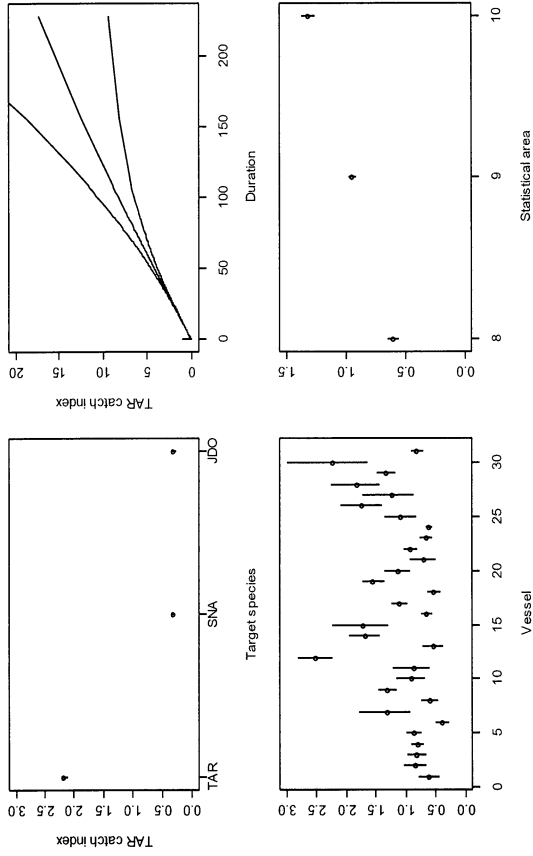 TAR catch index
0.0 0.5 1.0 1.5 2.0 2.5 3.0
TAR SNA JDO
Target species
TAR catch index
0 5 10 15 20
0 50 100 150 200
Duration
TAR catch index
0.0 0.5 1.0 1.5 2.0 2.5 3.0
0 5 10 15 20 25 30
Vessel
0.0 0.5 1.0 1.5
8 9 10
Statistical area